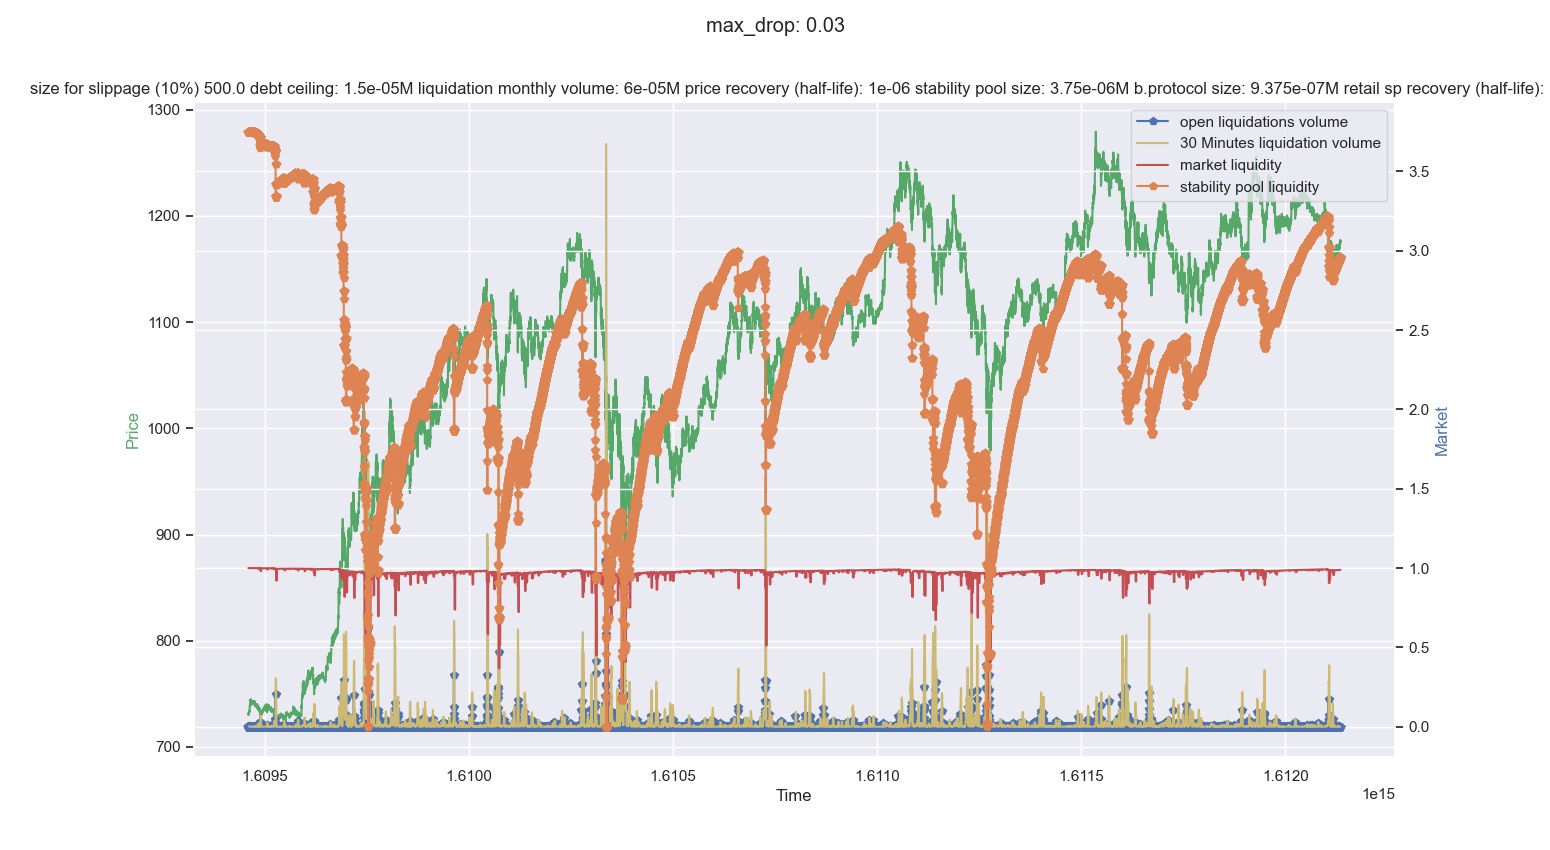 max_drop: 0.03
size for slippage (10%) 500.0 debt ceiling: 1.5e-05M liquidation monthly volume: 6e-05M price recovery (half-life): 1e-06 stability pool size: 3.75e-06M b.protocol size: 9.375e-07M retail sp recovery (half-life):
open liquidations volume
30 Minutes liquidation volume
market liquidity
stability pool liquidity
1300
1200
1100
1000
900
800
700
Price
3.5
3.0
2.5
2.0
1.5
1.0
0.5
0.0
Market
1.6095
1.6100
1.6105
1.6110
1.6115
1.6120
1e15
Time